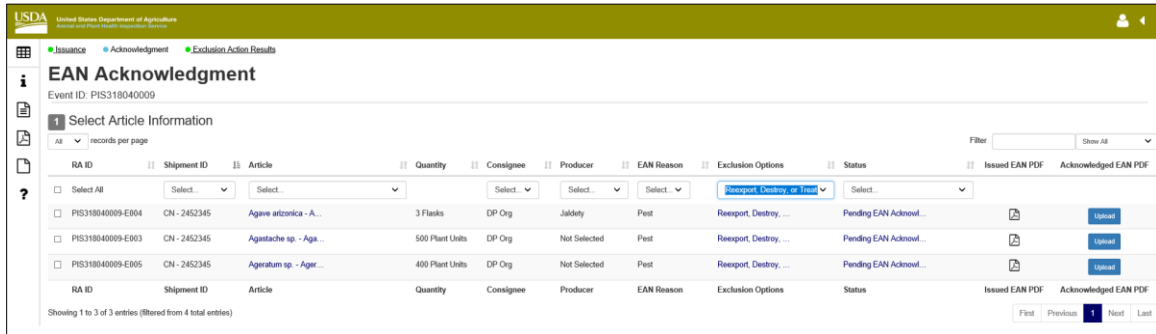 USDA United States Department of Agriculture
Animal and Plant Health Inspection Service
Issuance Acknowledgment Exclusion Action Results
EAN Acknowledgment
Event ID: PIS318040009
1 Select Article Information
All records per page Filter Show All
RA ID Shipment ID Article Quantity Consignee Producer EAN Reason Exclusion Options Status Issued EAN PDF Acknowledged EAN PDF
Select All Select... Select... Select... Select... Select... Reexport, Destroy, or Treat Select...
PIS318040009-E004 CN - 2452345 Agave arizonica - A... 3 Flasks DP Org Jaldety Pest Reexport, Destroy, ... Pending EAN Acknowl... Upload
PIS318040009-E003 CN - 2452345 Agastache sp. - Aga... 500 Plant Units DP Org Not Selected Pest Reexport, Destroy, ... Pending EAN Acknowl... Upload
PIS318040009-E005 CN - 2452345 Ageratum sp. - Ager... 400 Plant Units DP Org Not Selected Pest Reexport, Destroy, ... Pending EAN Acknowl... Upload
RA ID Shipment ID Article Quantity Consignee Producer EAN Reason Exclusion Options Status Issued EAN PDF Acknowledged EAN PDF
Showing 1 to 3 of 3 entries (filtered from 4 total entries) First Previous 1 Next Last